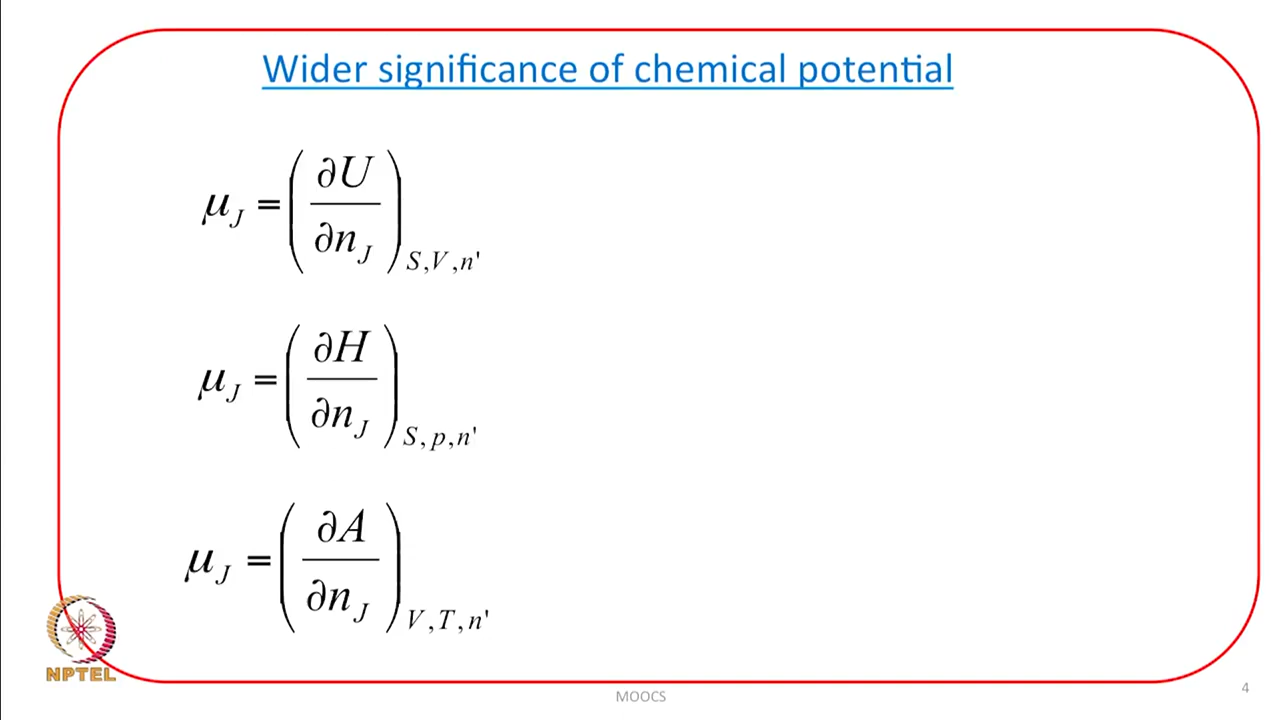 Wider significance of chemical potential
μ_J = (∂U/∂n_J)_{S,V,n'}
μ_J = (∂H/∂n_J)_{S,p,n'}
μ_J = (∂A/∂n_J)_{V,T,n'}
NPTEL
MOOCS
4